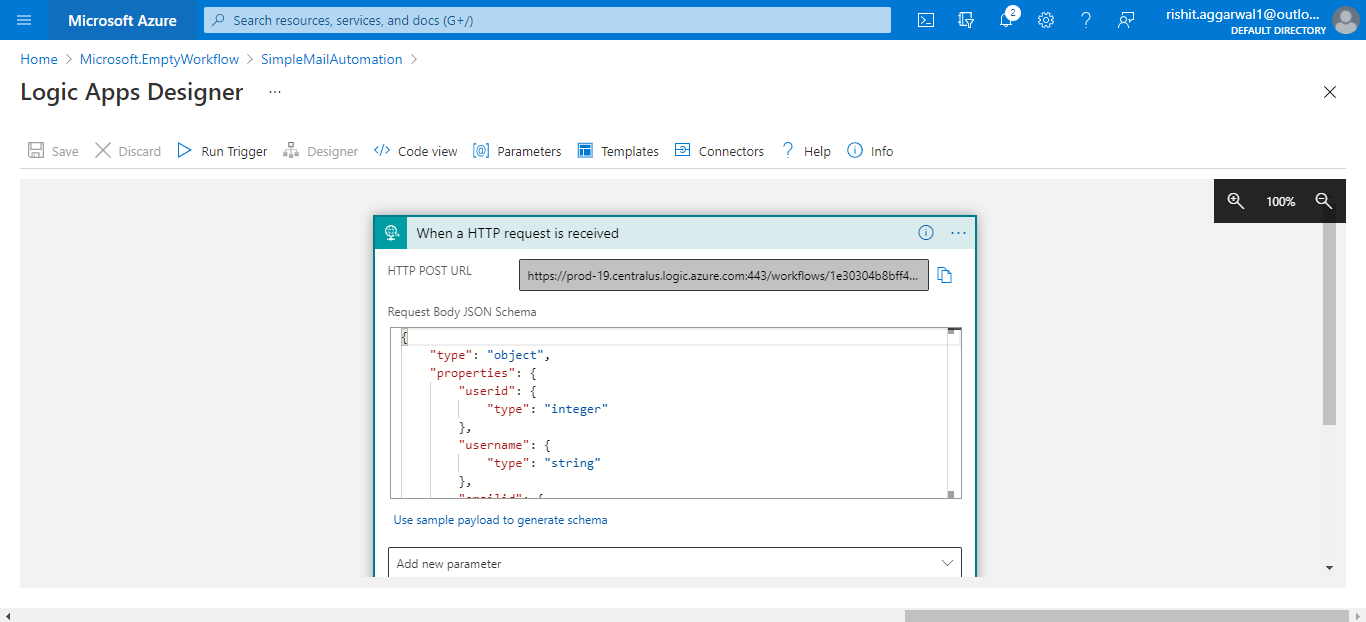 Microsoft Azure
Search resources, services, and docs (G+/)
2
rishit.aggarwal1@outlo...
DEFAULT DIRECTORY
Home > Microsoft.EmptyWorkflow > SimpleMailAutomation >
Logic Apps Designer ...
Save Discard Run Trigger Designer Code view Parameters Templates Connectors Help Info
100%
When a HTTP request is received
HTTP POST URL
https://prod-19.centralus.logic.azure.com:443/workflows/1e30304b8bff4...
Request Body JSON Schema
{
"type": "object",
"properties": {
"userid": {
"type": "integer"
},
"username": {
"type": "string"
},
"emailid": {
Use sample payload to generate schema
Add new parameter